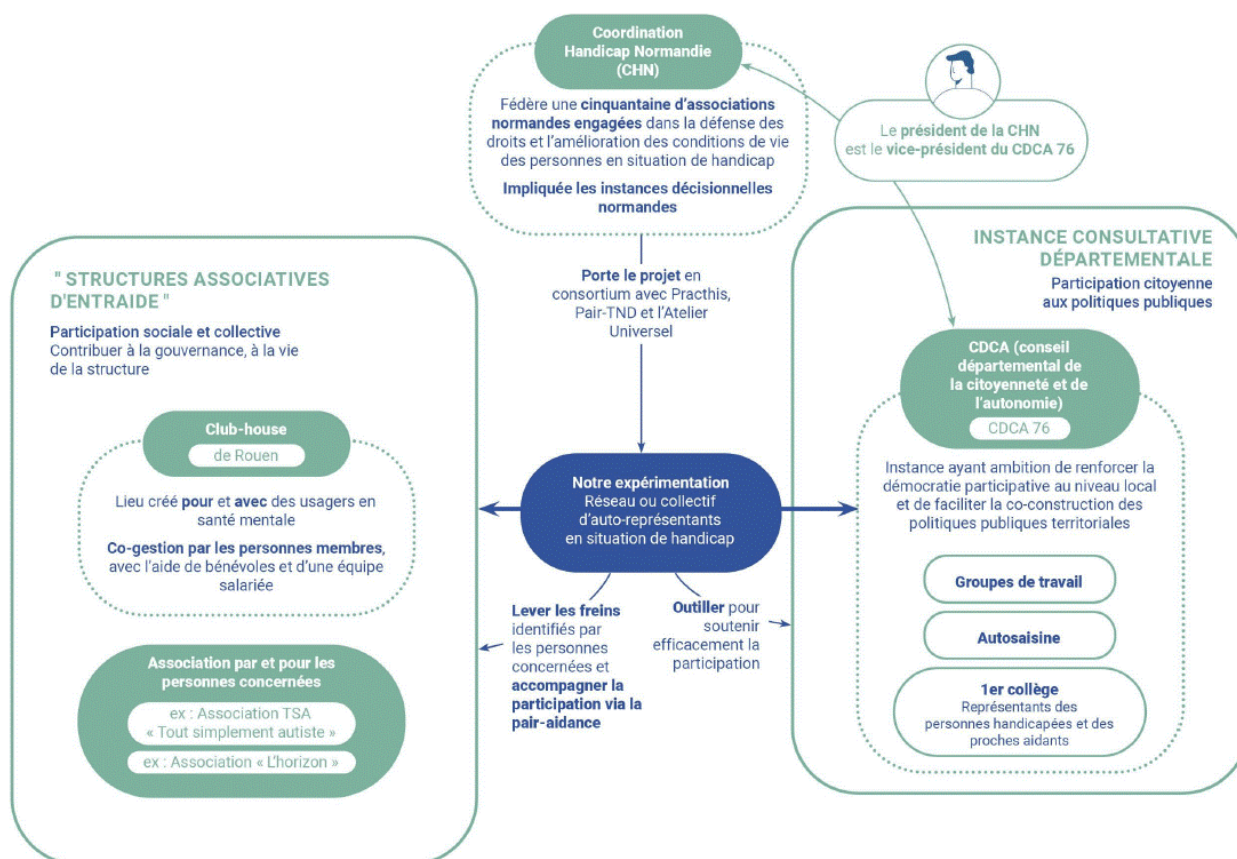 Coordination
Handicap Normandie
(CHN)
Fédère une cinquantaine d'associations
normandes engagées dans la défense des
droits et l'amélioration des conditions de vie
des personnes en situation de handicap
Impliquée les instances décisionnelles
normandes
Le président de la CHN
est le vice-président du CDCA 76
Porte le projet en
consortium avec Practhis,
Pair-TND et l'Atelier
Universel
" STRUCTURES ASSOCIATIVES
D'ENTRAIDE "
Participation sociale et collective
Contribuer à la gouvernance, à la vie
de la structure
Club-house
de Rouen
Lieu créé pour et avec des usagers en
santé mentale
Co-gestion par les personnes membres,
avec l'aide de bénévoles et d'une équipe
salariée
Association par et pour les
personnes concernées
ex : Association TSA
« Tout simplement autiste »
ex : Association « L'horizon »
Notre expérimentation
Réseau ou collectif
d'auto-représentants
en situation de handicap
Lever les freins
identifiés par
les personnes
concernées et
accompagner la
participation via la
pair-aidance
Outiller pour
soutenir
efficacement la
participation
INSTANCE CONSULTATIVE
DÉPARTEMENTALE
Participation citoyenne
aux politiques publiques
CDCA (conseil
départemental de
la citoyenneté et de
l'autonomie)
CDCA 76
Instance ayant ambition de renforcer la
démocratie participative au niveau local
et de faciliter la co-construction des
politiques publiques territoriales
Groupes de travail
Autosaisine
1er collège
Représentants des
personnes handicapées et des
proches aidants